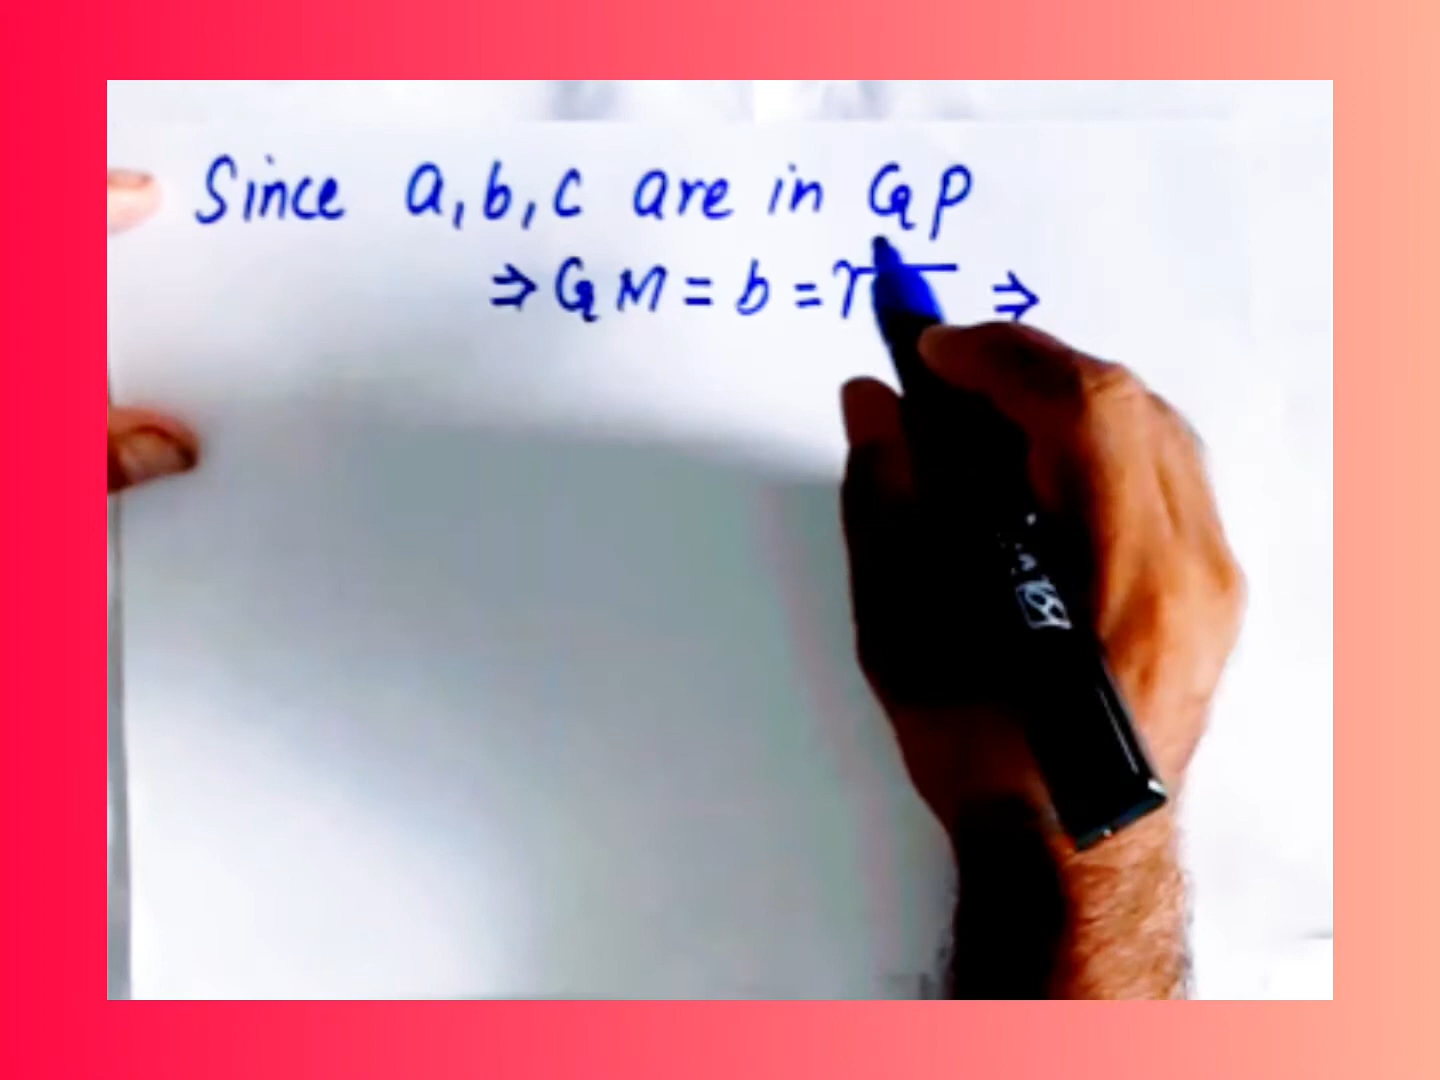 Since a, b, c are in GP
⇒ GM = b = √ ⇒